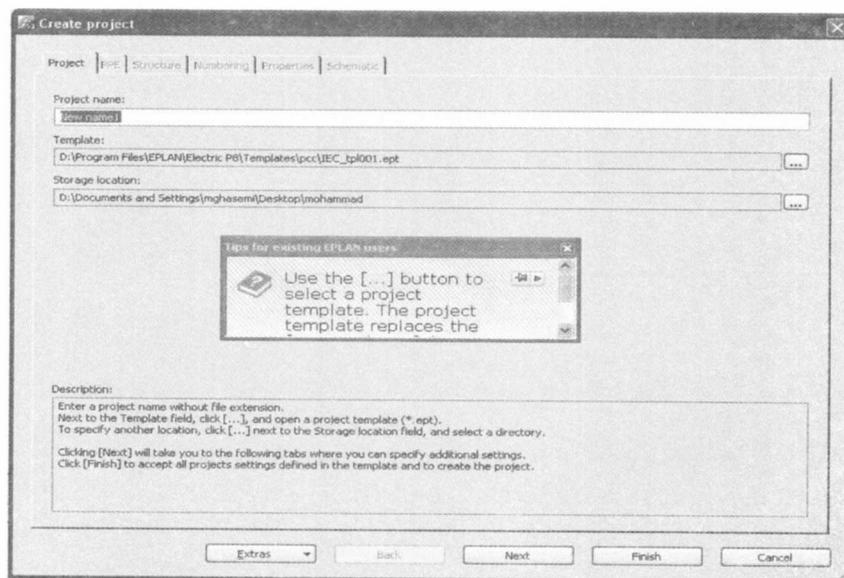 Create project
Project PPE Structure Numbering Properties Schematic
Project name:
New name1
Template:
D:\Program Files\EPLAN\Electric P8\Templates\pcc\IEC_tpl001.ept
...
Storage location:
D:\Documents and Settings\mghasemi\Desktop\mohammad
...
Tips for existing EPLAN users
Use the [...] button to
select a project
template. The project
template replaces the
Description:
Enter a project name without file extension.
Next to the Template field, click [...], and open a project template (*.ept).
To specify another location, click [...] next to the Storage location field, and select a directory.
Clicking [Next] will take you to the following tabs where you can specify additional settings.
Click [Finish] to accept all projects settings defined in the template and to create the project.
Extras Back Next Finish Cancel